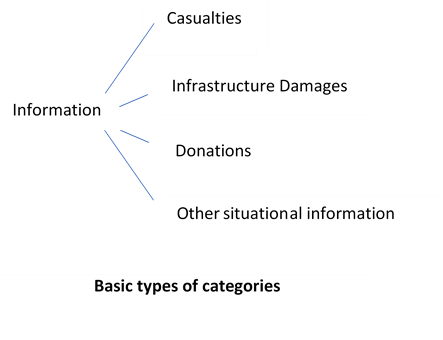 Casualties
Infrastructure Damages
Information
Donations
Other situational information
Basic types of categories